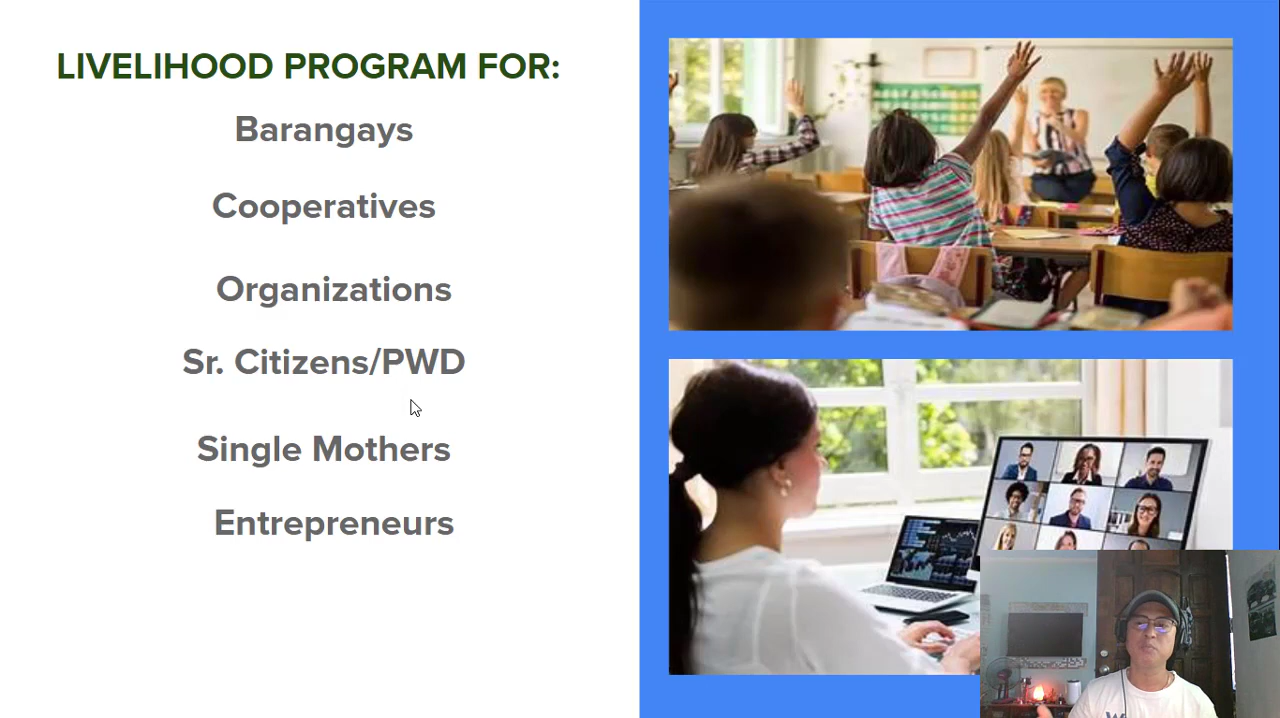 LIVELIHOOD PROGRAM FOR:
Barangays
Cooperatives
Organizations
Sr. Citizens/PWD
Single Mothers
Entrepreneurs